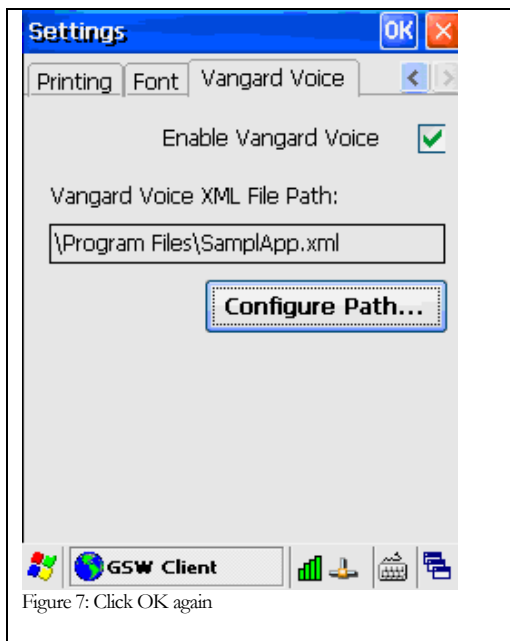 Settings OK
Printing Font Vangard Voice
Enable Vangard Voice
Vangard Voice XML File Path:
\Program Files\SamplApp.xml
Configure Path...
GSW Client
Figure 7: Click OK again